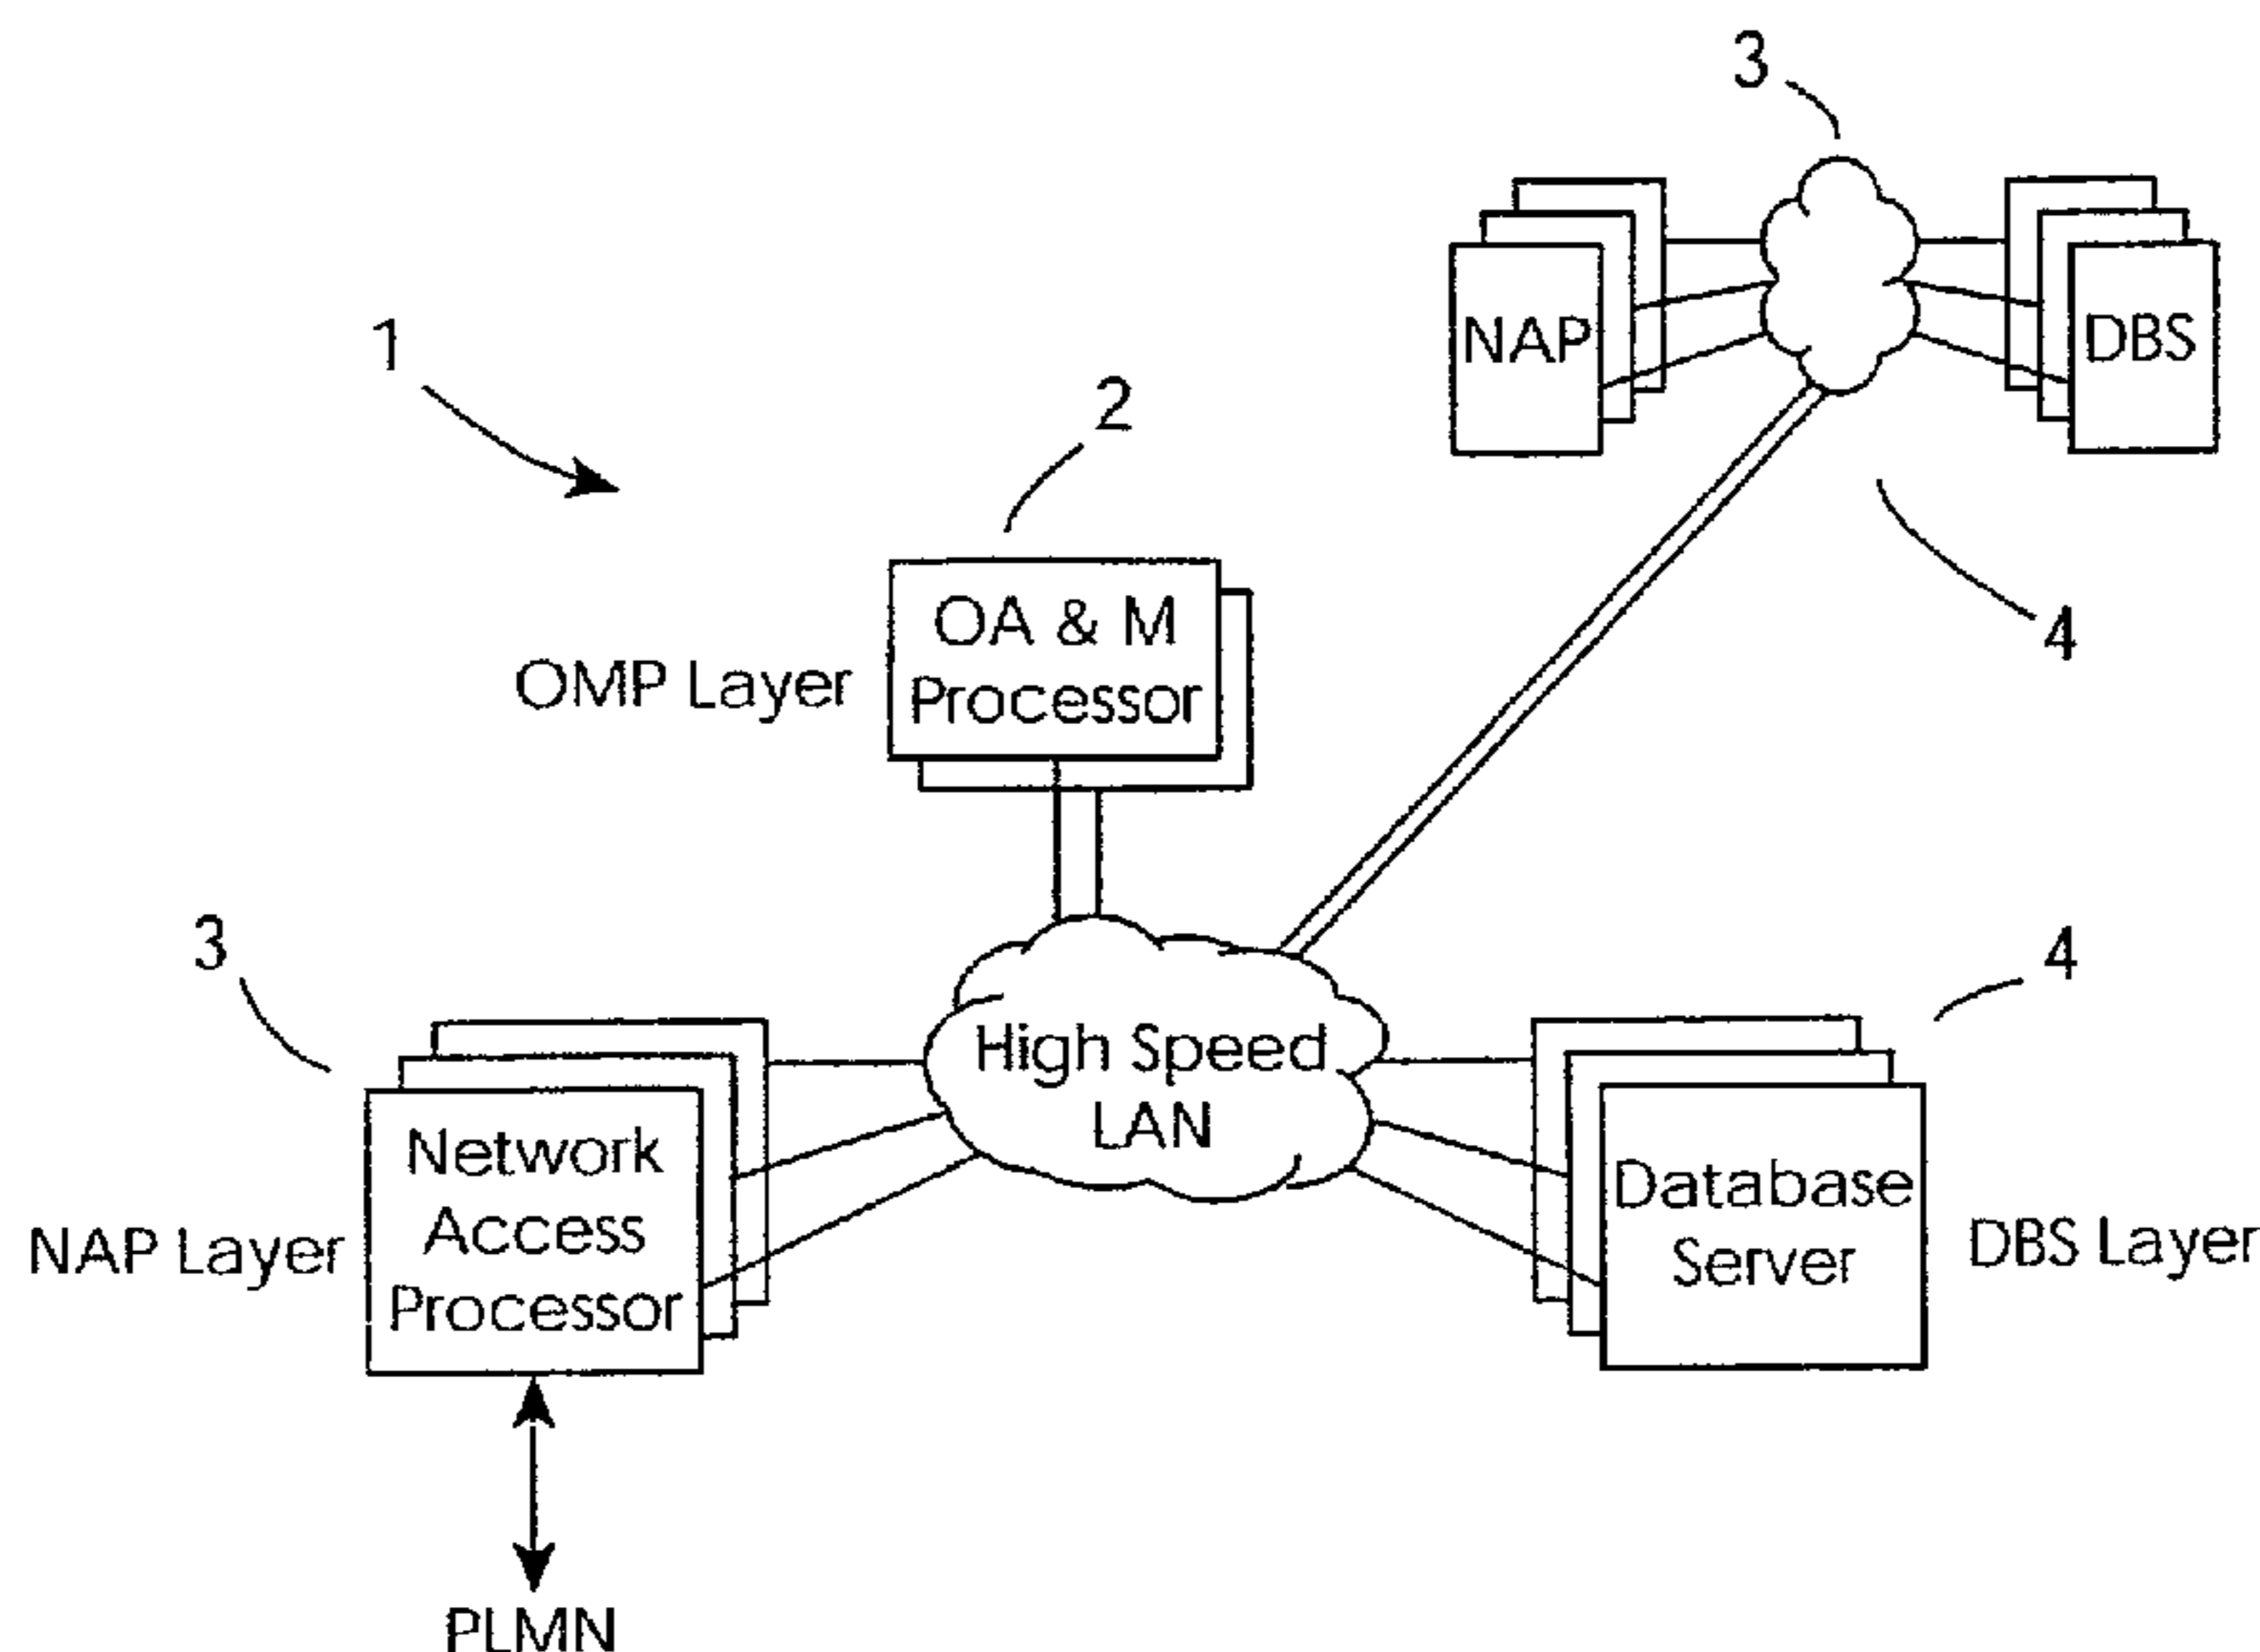 3
NAP
DBS
1
2
4
OA & M
Processor
OMP Layer
3
4
High Speed
LAN
Network
Access
Processor
NAP Layer
Database
Server
DBS Layer
PLMN